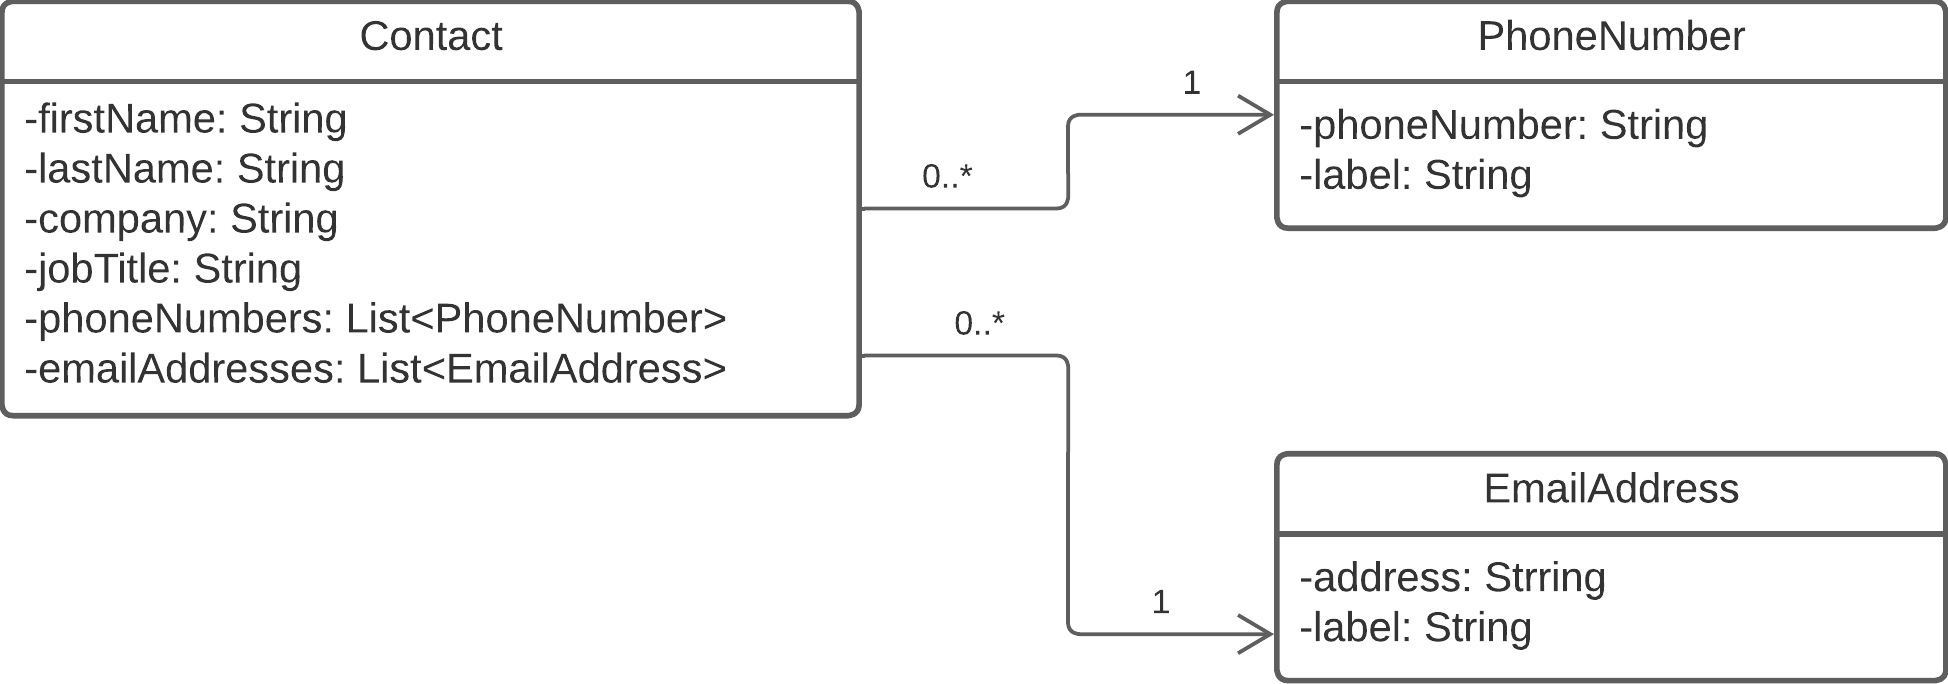 Contact
-firstName: String
-lastName: String
-company: String
-jobTitle: String
-phoneNumbers: List<PhoneNumber>
-emailAddresses: List<EmailAddress>
0..*
1
0..*
1
PhoneNumber
-phoneNumber: String
-label: String
EmailAddress
-address: Strring
-label: String